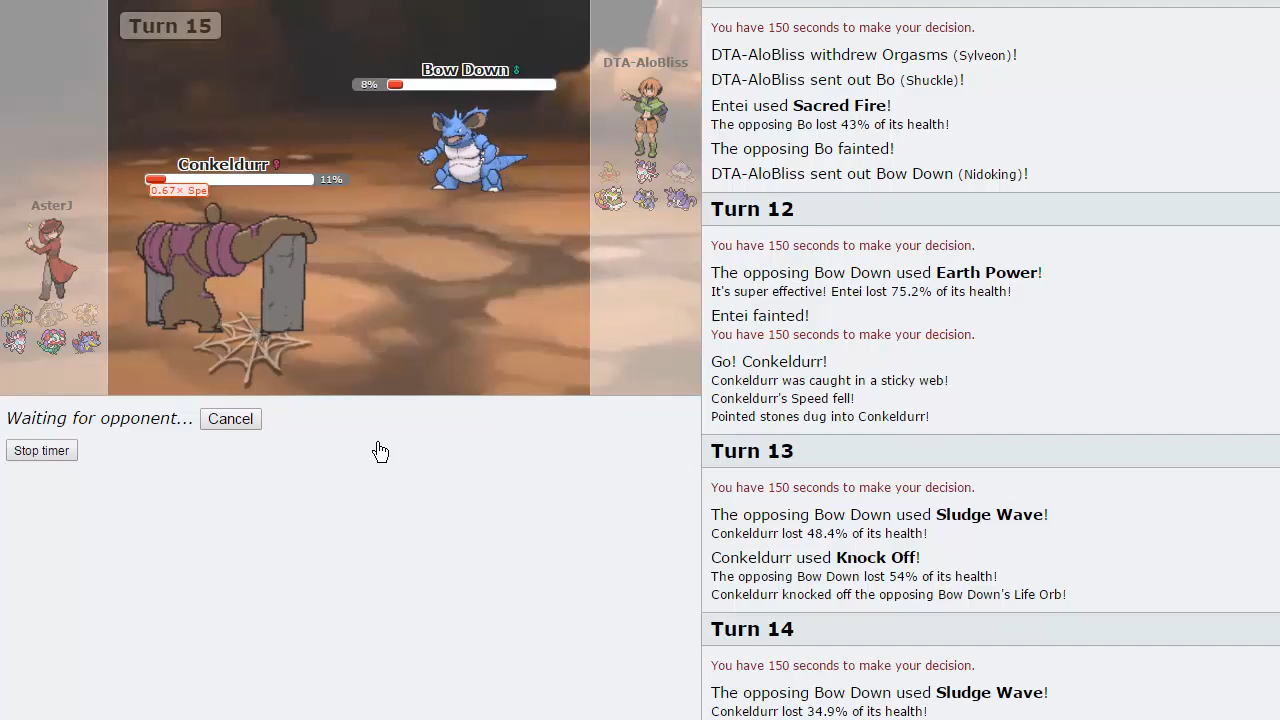 Turn 15
Bow Down
8%
DTA-AloBliss
Conkeldurr
11%
0.67× Spe
AsterJ
Waiting for opponent... Cancel
Stop timer
You have 150 seconds to make your decision.
DTA-AloBliss withdrew Orgasms (Sylveon)!
DTA-AloBliss sent out Bo (Shuckle)!
Entei used Sacred Fire!
The opposing Bo lost 43% of its health!
The opposing Bo fainted!
DTA-AloBliss sent out Bow Down (Nidoking)!
Turn 12
You have 150 seconds to make your decision.
The opposing Bow Down used Earth Power!
It's super effective! Entei lost 75.2% of its health!
Entei fainted!
You have 150 seconds to make your decision.
Go! Conkeldurr!
Conkeldurr was caught in a sticky web!
Conkeldurr's Speed fell!
Pointed stones dug into Conkeldurr!
Turn 13
You have 150 seconds to make your decision.
The opposing Bow Down used Sludge Wave!
Conkeldurr lost 48.4% of its health!
Conkeldurr used Knock Off!
The opposing Bow Down lost 54% of its health!
Conkeldurr knocked off the opposing Bow Down's Life Orb!
Turn 14
You have 150 seconds to make your decision.
The opposing Bow Down used Sludge Wave!
Conkeldurr lost 34.9% of its health!